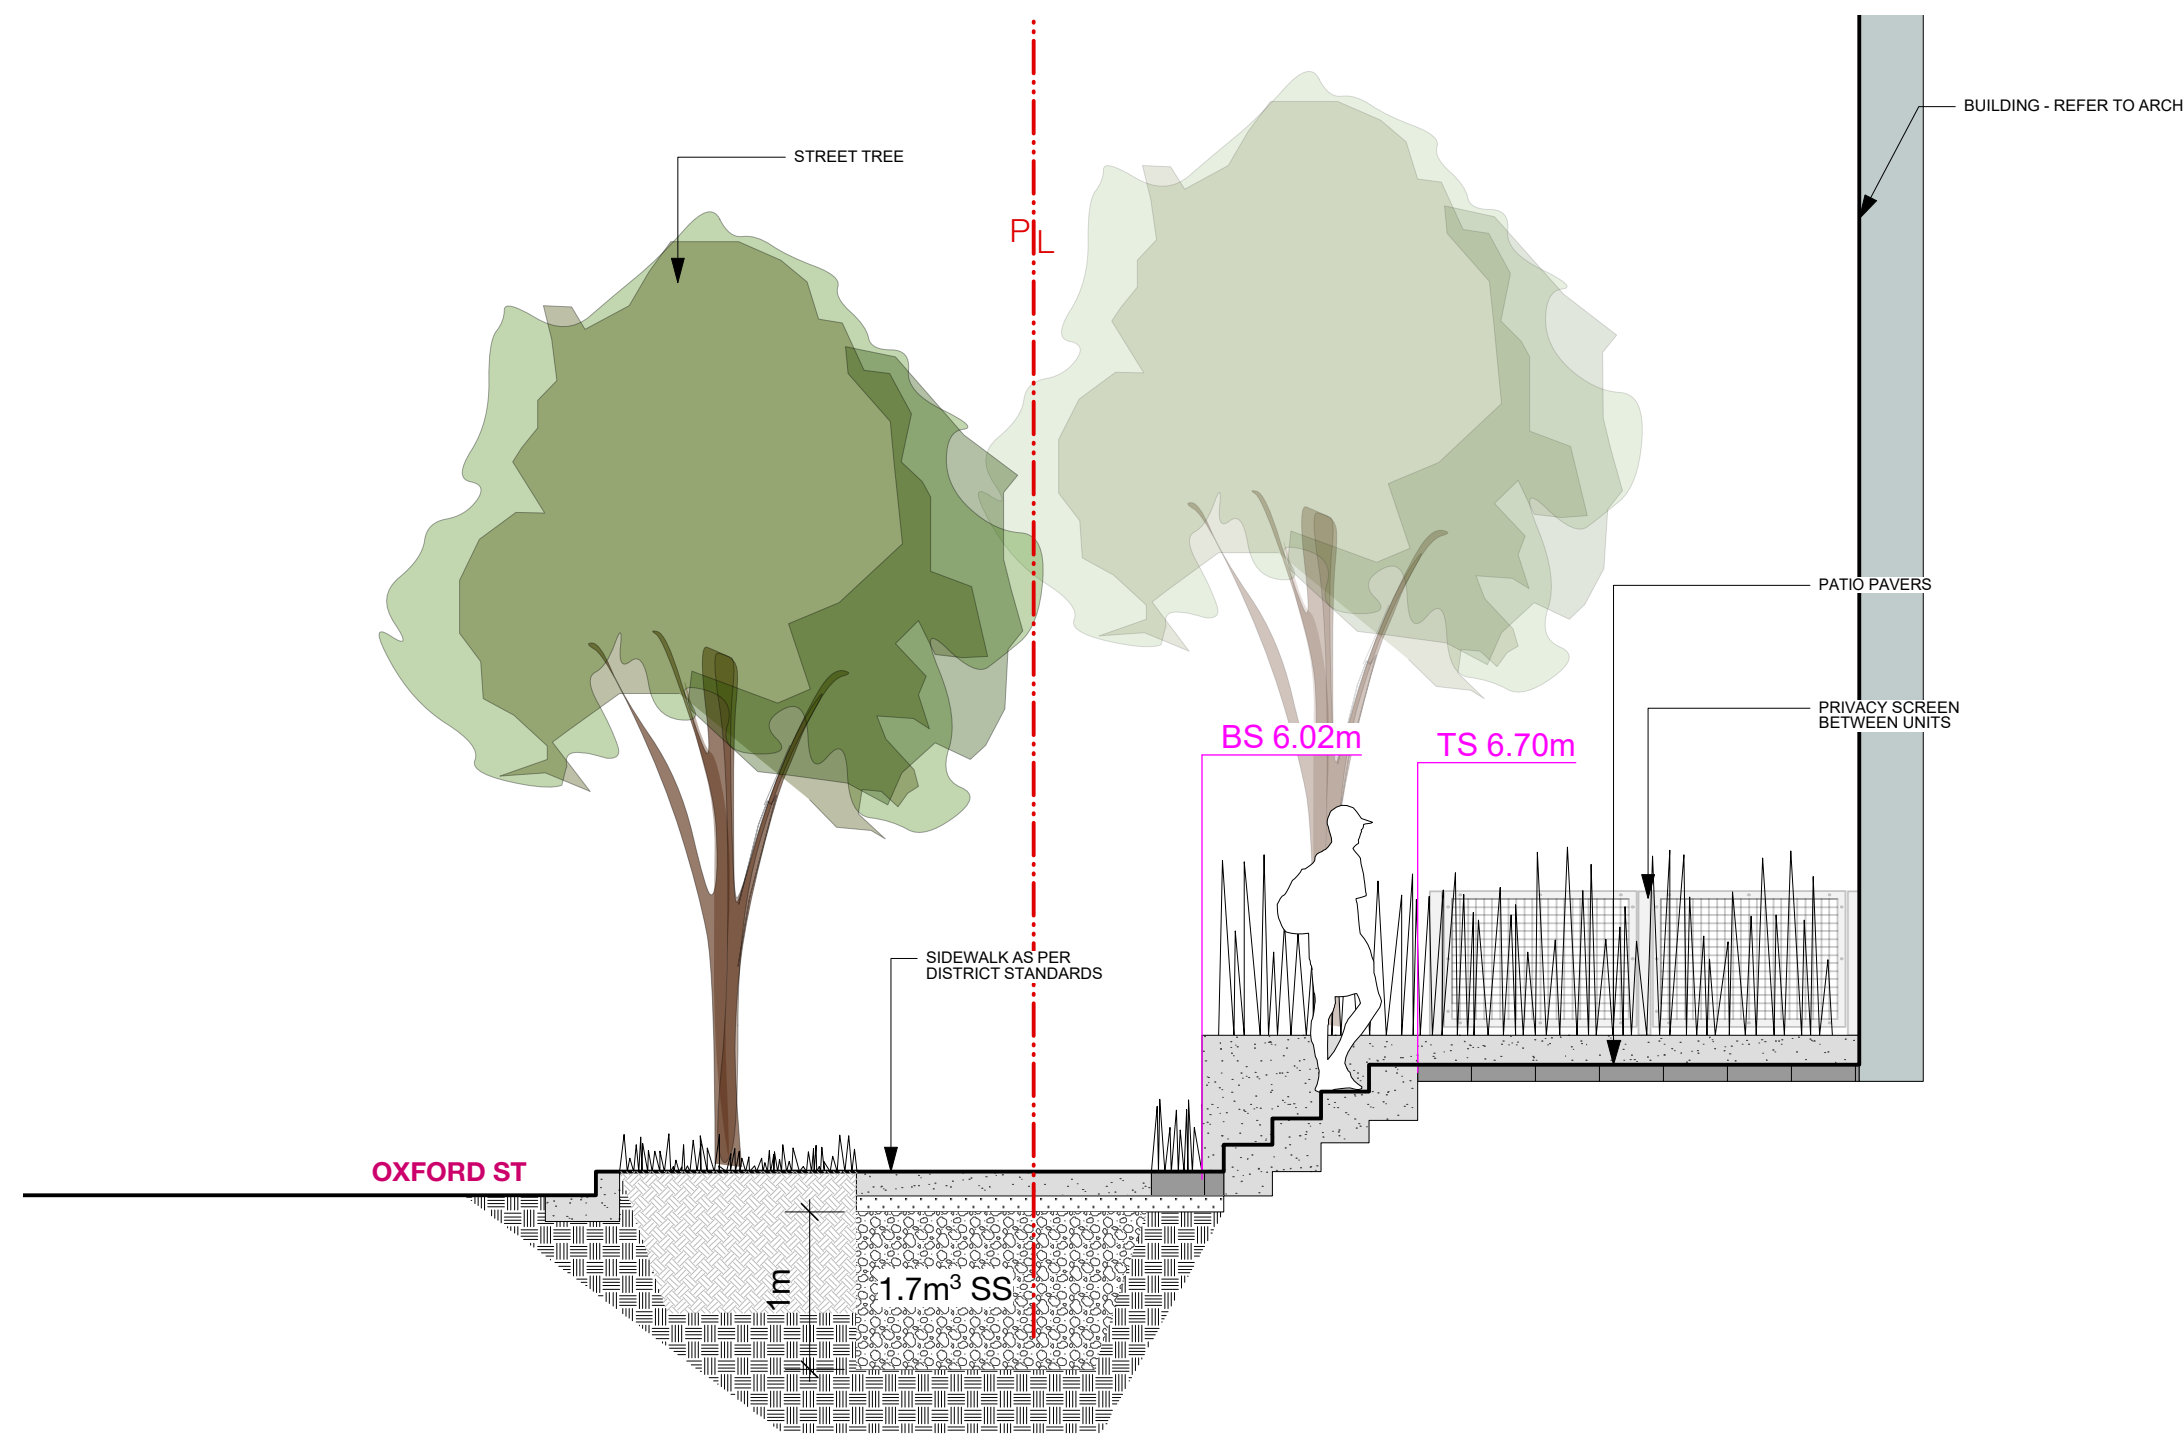 BUILDING - REFER TO ARCH
STREET TREE
PL
PATIO PAVERS
PRIVACY SCREEN
BETWEEN UNITS
BS 6.02m
TS 6.70m
SIDEWALK AS PER
DISTRICT STANDARDS
OXFORD ST
1m
1.7m³ SS